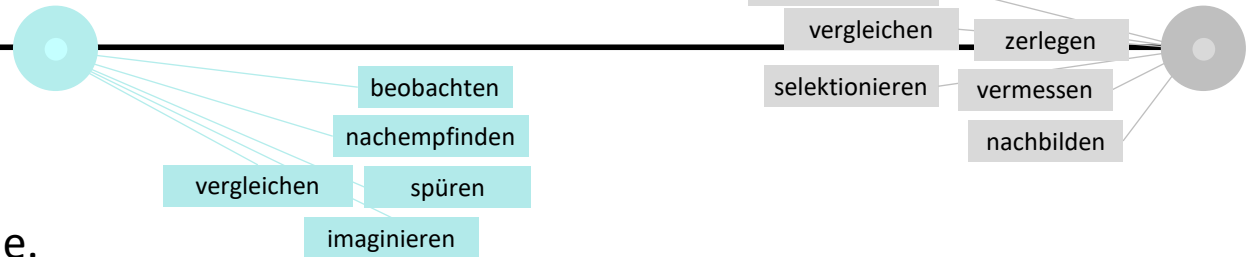 vergleichen
zerlegen
beobachten
selektionieren
vermessen
nachempfinden
nachbilden
vergleichen
spüren
imaginieren
e.